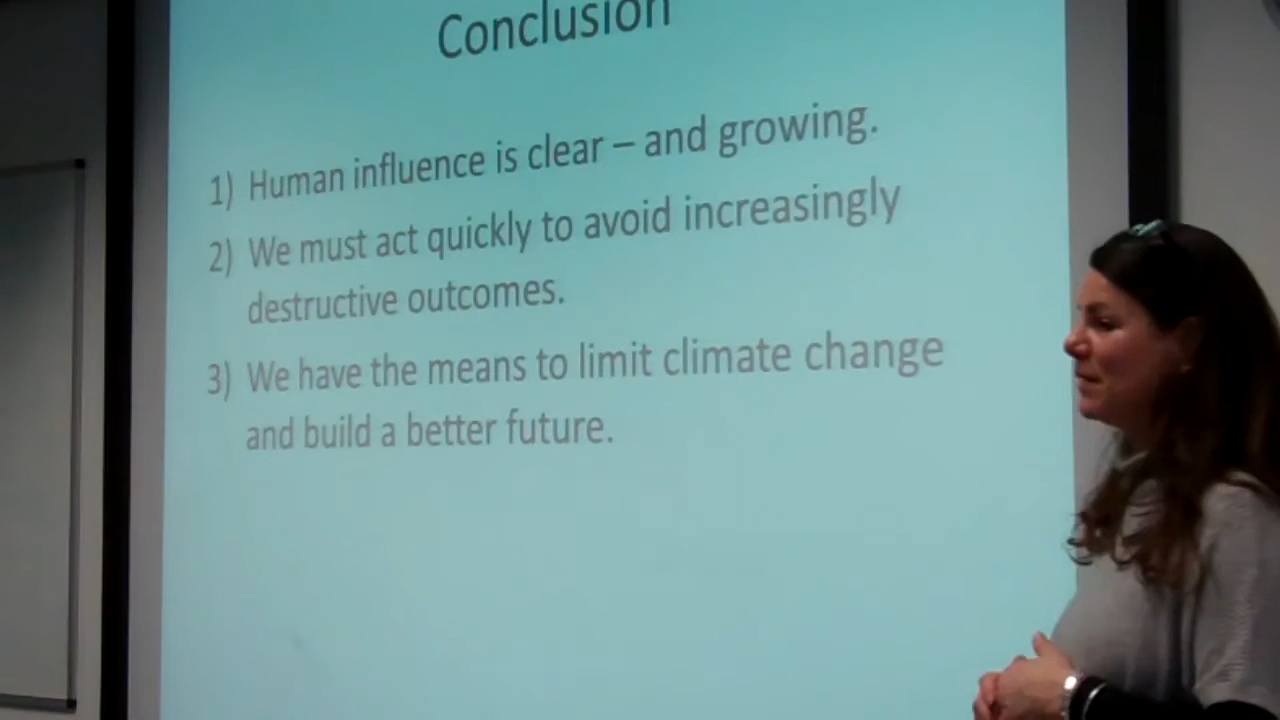 Conclusion
1) Human influence is clear – and growing.
2) We must act quickly to avoid increasingly
destructive outcomes.
3) We have the means to limit climate change
and build a better future.